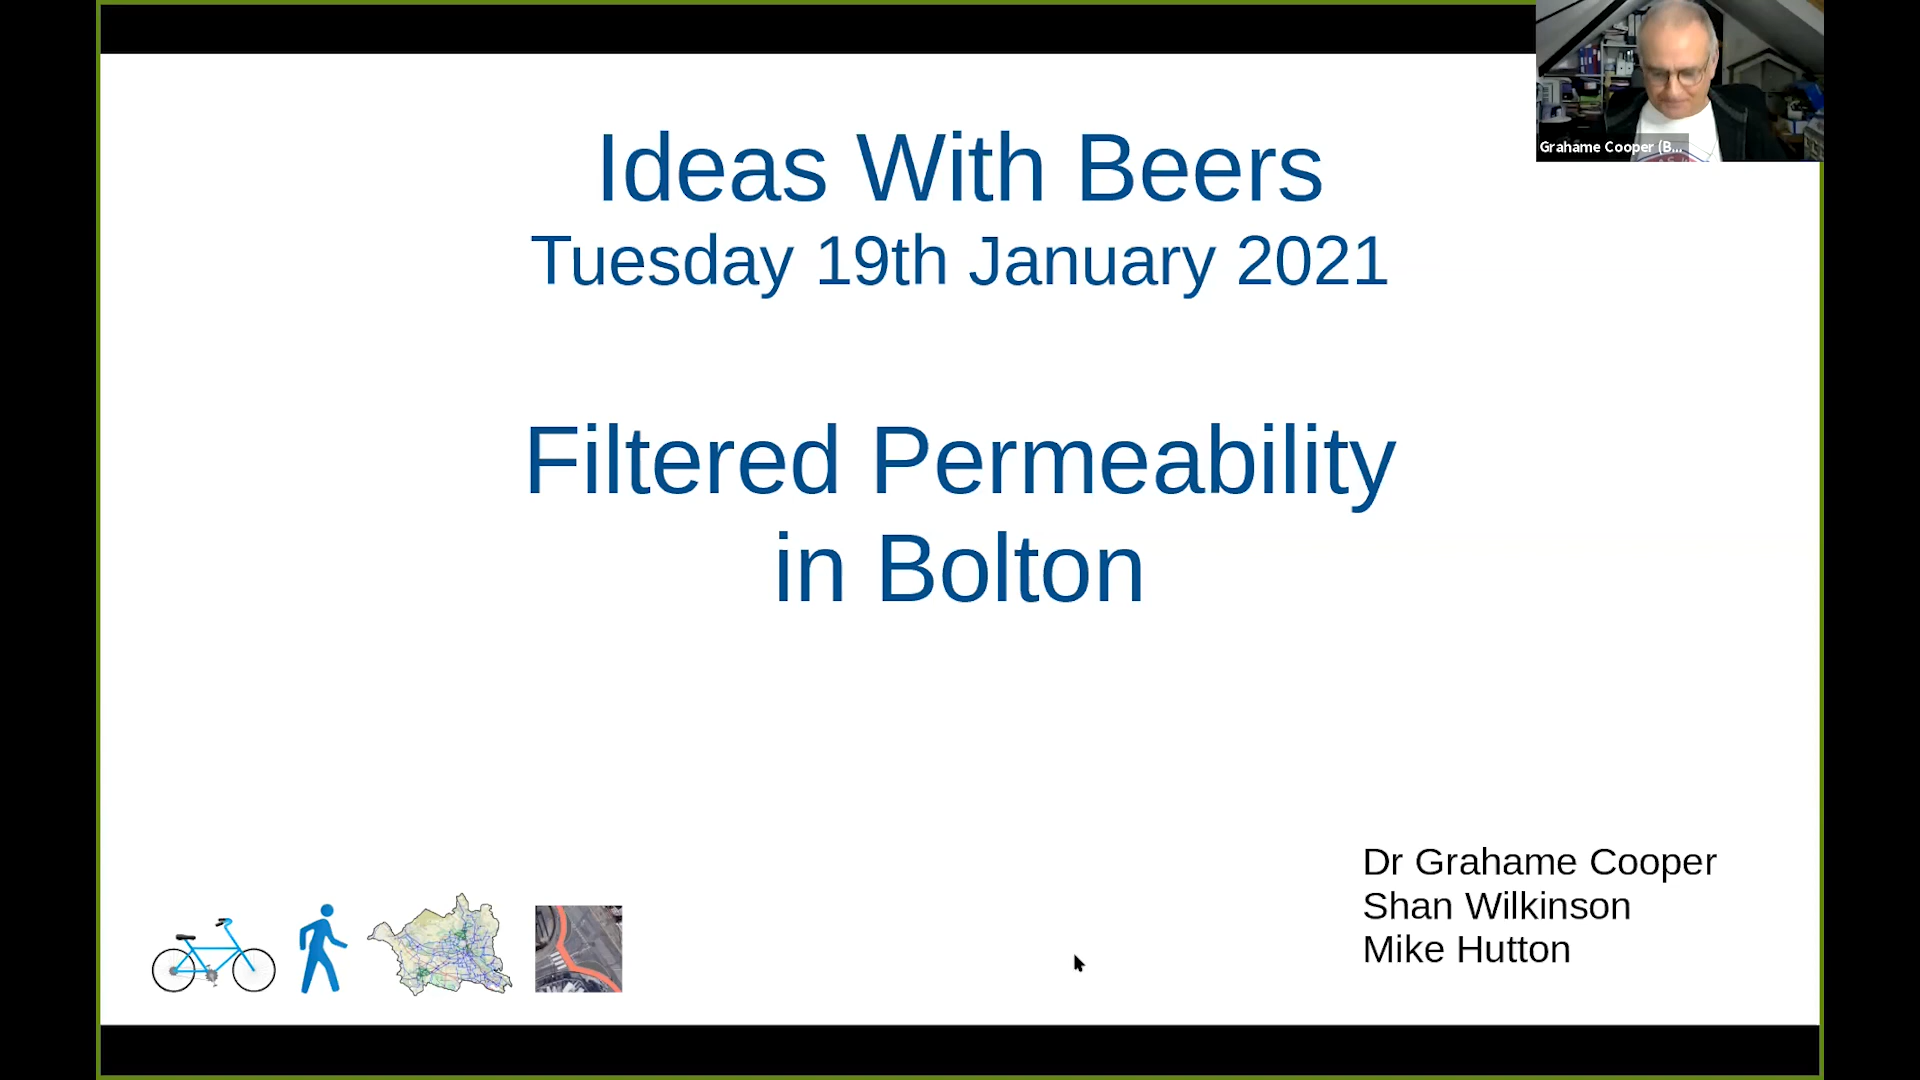 Ideas With Beers
Tuesday 19th January 2021
Filtered Permeability
in Bolton
Grahame Cooper (B...
Dr Grahame Cooper
Shan Wilkinson
Mike Hutton